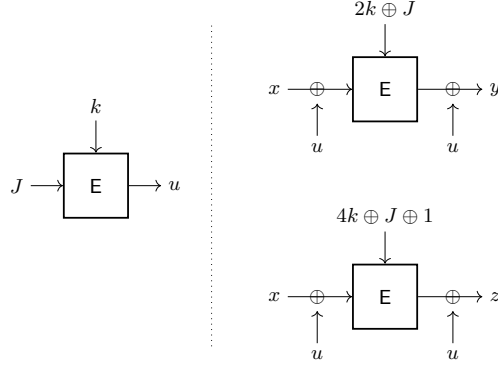 k
J E u
2k ⊕ J
x ⊕ E ⊕ y
u u
4k ⊕ J ⊕ 1
x ⊕ E ⊕ z
u u